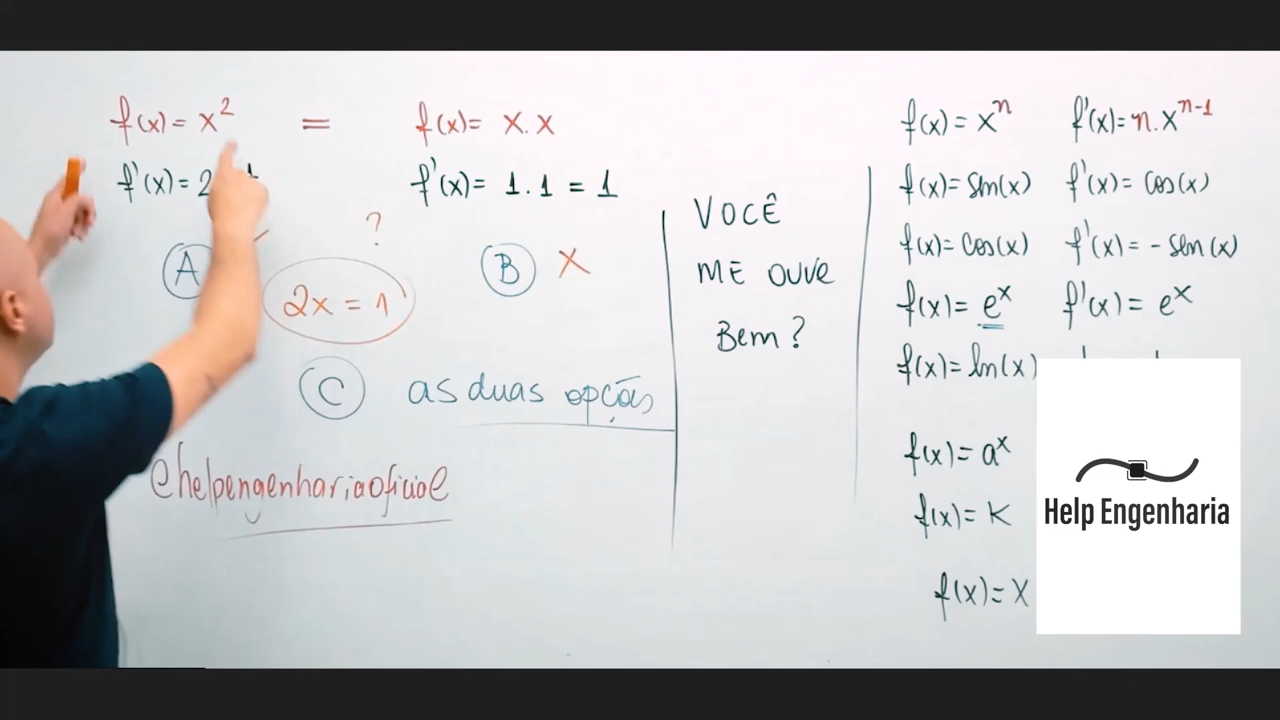 f(x) = x² = f(x) = x . x
f'(x) = 2 f'(x) = 1 . 1 = 1
?
A B X
2x = 1
C as duas opções
@helpengenhariaoficial
VOCÊ
ME OUVE
Bem?
f(x) = xⁿ f'(x) = n . xⁿ⁻¹
f(x) = sen(x) f'(x) = cos(x)
f(x) = cos(x) f'(x) = - sen(x)
f(x) = eˣ f'(x) = eˣ
f(x) = ln(x)
f(x) = aˣ
f(x) = K
f(x) = X
Help Engenharia